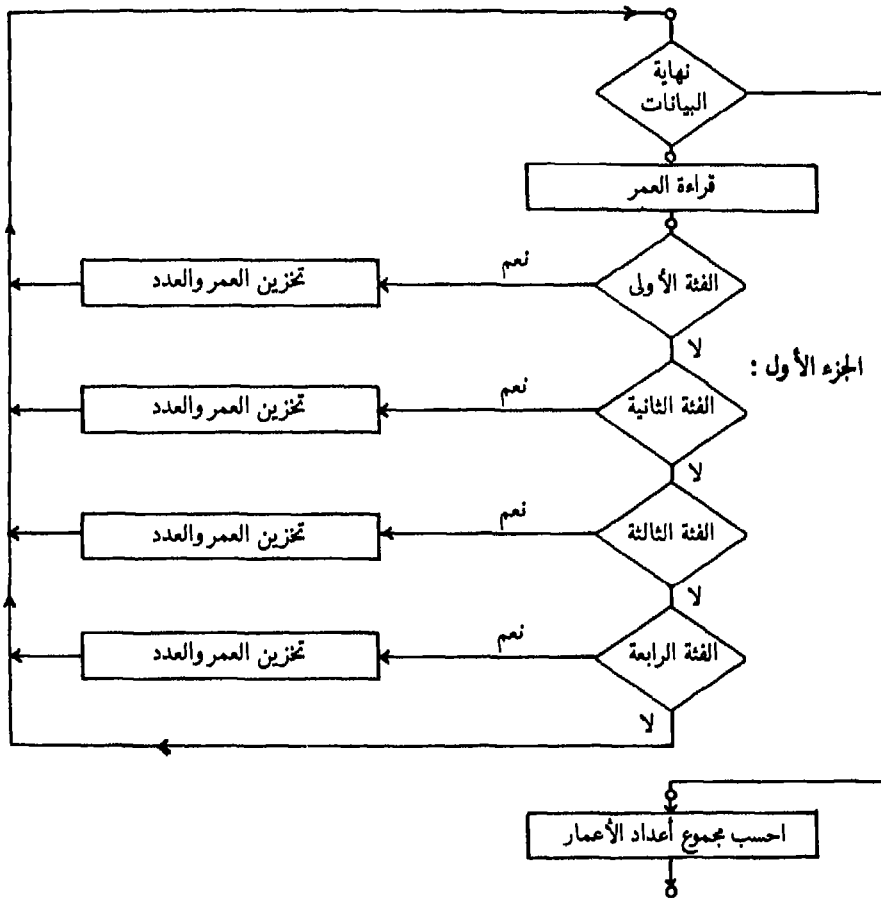 نهاية
البيانات
قراءة العمر
الفئة الأولى
نعم
تخزين العمر والعدد
لا
الجزء الأول :
الفئة الثانية
نعم
تخزين العمر والعدد
لا
الفئة الثالثة
نعم
تخزين العمر والعدد
لا
الفئة الرابعة
نعم
تخزين العمر والعدد
لا
احسب مجموع أعداد الأعمار